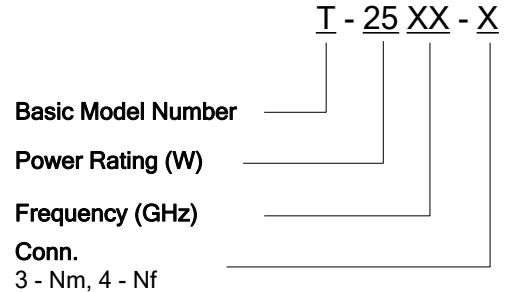 T - 25 XX - X
Basic Model Number
Power Rating (W)
Frequency (GHz)
Conn.
3 - Nm, 4 - Nf